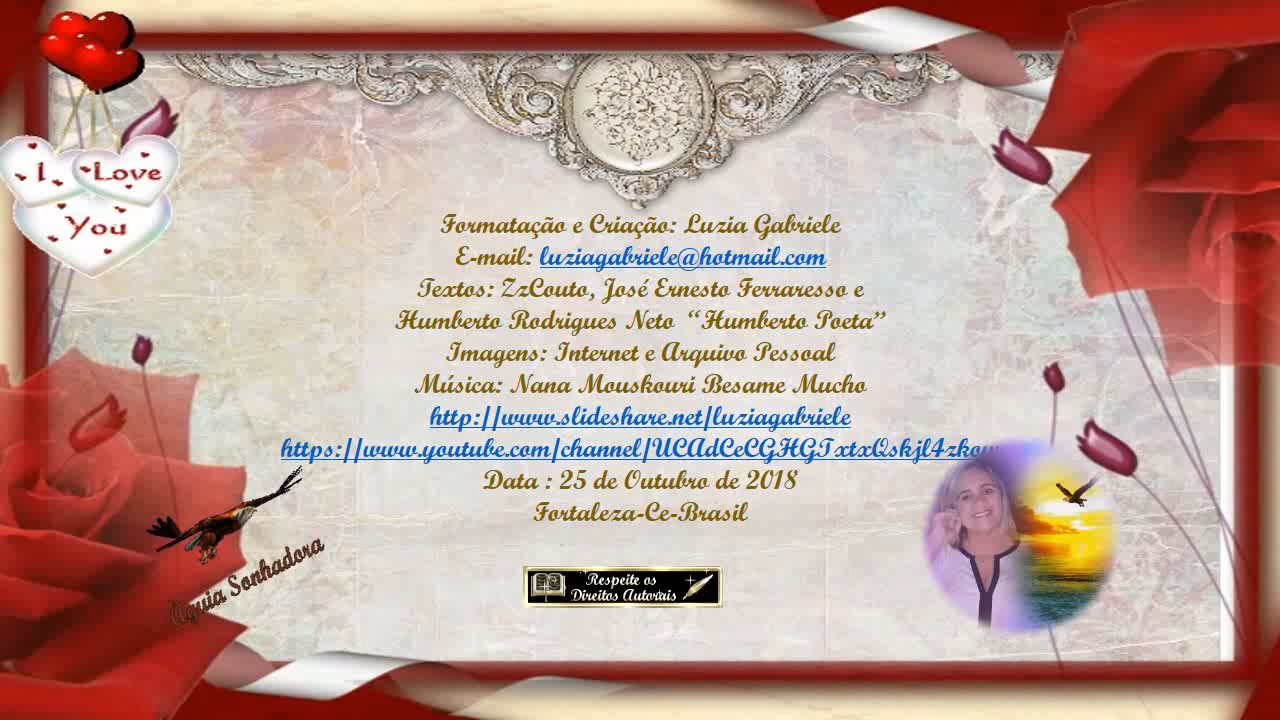 I Love
You
Formatação e Criação: Luzia Gabriele
E-mail: luziagabriele@hotmail.com
Textos: ZzCouto, José Ernesto Ferraresso e
Humberto Rodrigues Neto “Humberto Poeta”
Imagens: Internet e Arquivo Pessoal
Música: Nana Mouskouri Besame Mucho
http://www.slideshare.net/luziagabriele
Data : 25 de Outubro de 2018
Fortaleza-Ce-Brasil
Águia Sonhadora
Respeite os
Direitos Autorais